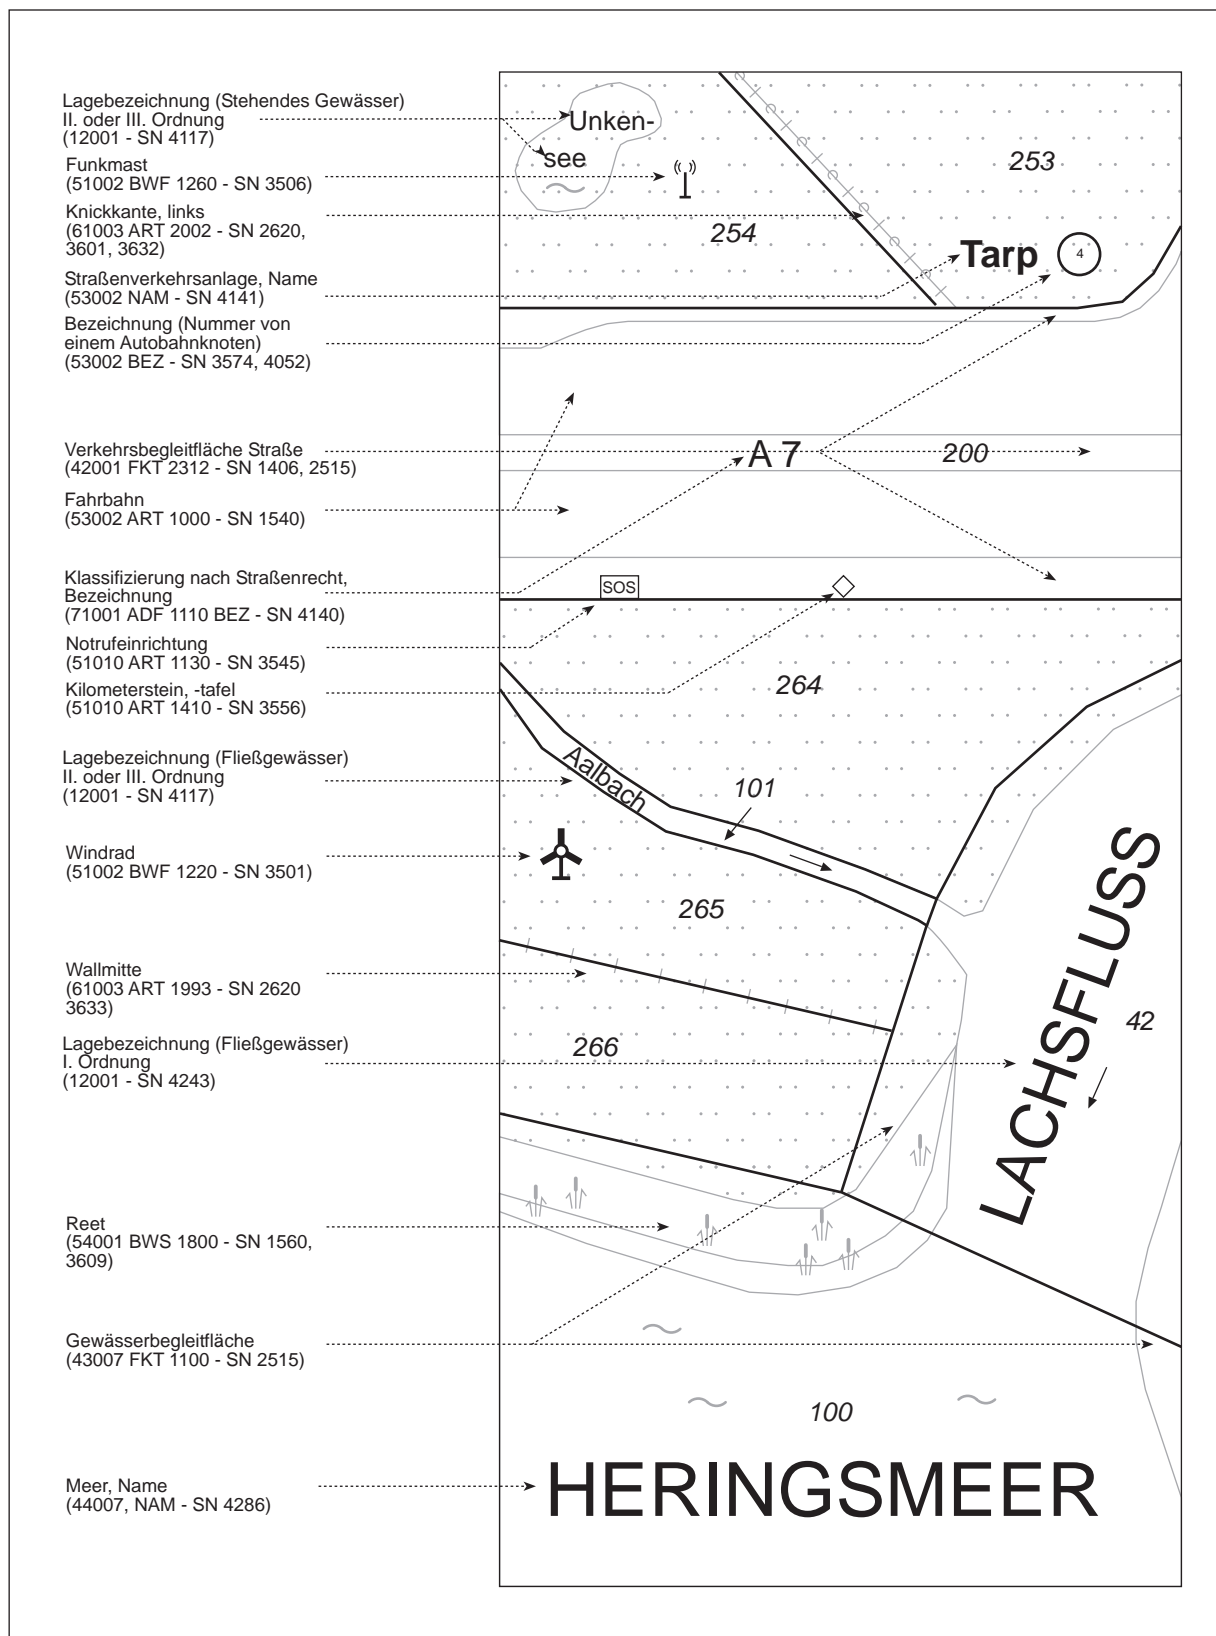 Lagebezeichnung (Stehendes Gewässer)
II. oder III. Ordnung
(12001 - SN 4117)
Funkmast
(51002 BWF 1260 - SN 3506)
Knickkante, links
(61003 ART 2002 - SN 2620,
3601, 3632)
Straßenverkehrsanlage, Name
(53002 NAM - SN 4141)
Bezeichnung (Nummer von
einem Autobahnknoten)
(53002 BEZ - SN 3574, 4052)
Verkehrsbegleitfläche Straße
(42001 FKT 2312 - SN 1406, 2515)
Fahrbahn
(53002 ART 1000 - SN 1540)
Klassifizierung nach Straßenrecht,
Bezeichnung
(71001 ADF 1110 BEZ - SN 4140)
Notrufeinrichtung
(51010 ART 1130 - SN 3545)
Kilometerstein, -tafel
(51010 ART 1410 - SN 3556)
Lagebezeichnung (Fließgewässer)
II. oder III. Ordnung
(12001 - SN 4117)
Windrad
(51002 BWF 1220 - SN 3501)
Wallmitte
(61003 ART 1993 - SN 2620
3633)
Lagebezeichnung (Fließgewässer)
I. Ordnung
(12001 - SN 4243)
Reet
(54001 BWS 1800 - SN 1560,
3609)
Gewässerbegleitfläche
(43007 FKT 1100 - SN 2515)
Meer, Name
(44007, NAM - SN 4286)
Unken-
see
253
254
Tarp
4
A 7
200
SOS
264
Aalbach
101
265
LACHSFLUSS
42
266
100
HERINGSMEER